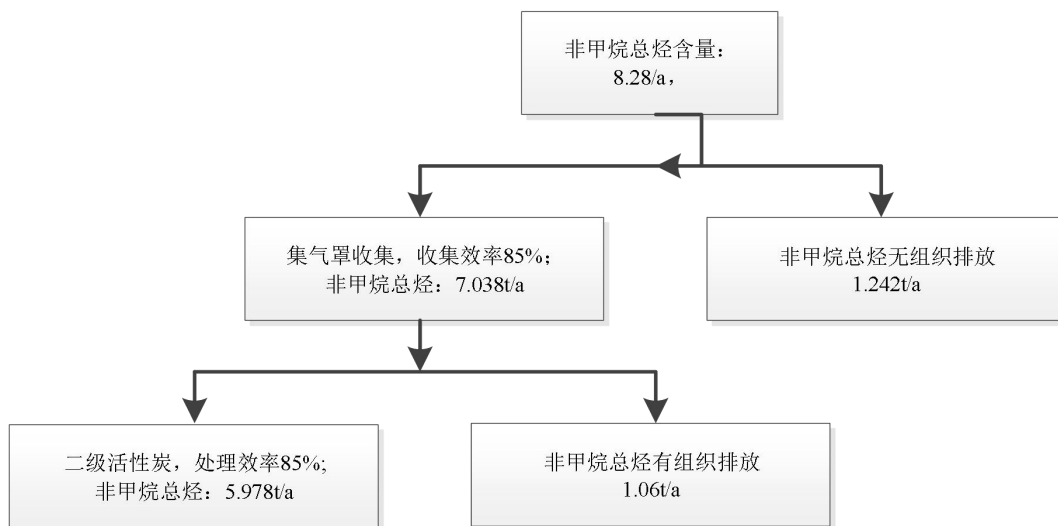 非甲烷总烃含量：
8.28/a，
集气罩收集，收集效率85%；
非甲烷总烃：7.038t/a
非甲烷总烃无组织排放
1.242t/a
二级活性炭，处理效率85%;
非甲烷总烃：5.978t/a
非甲烷总烃有组织排放
1.06t/a